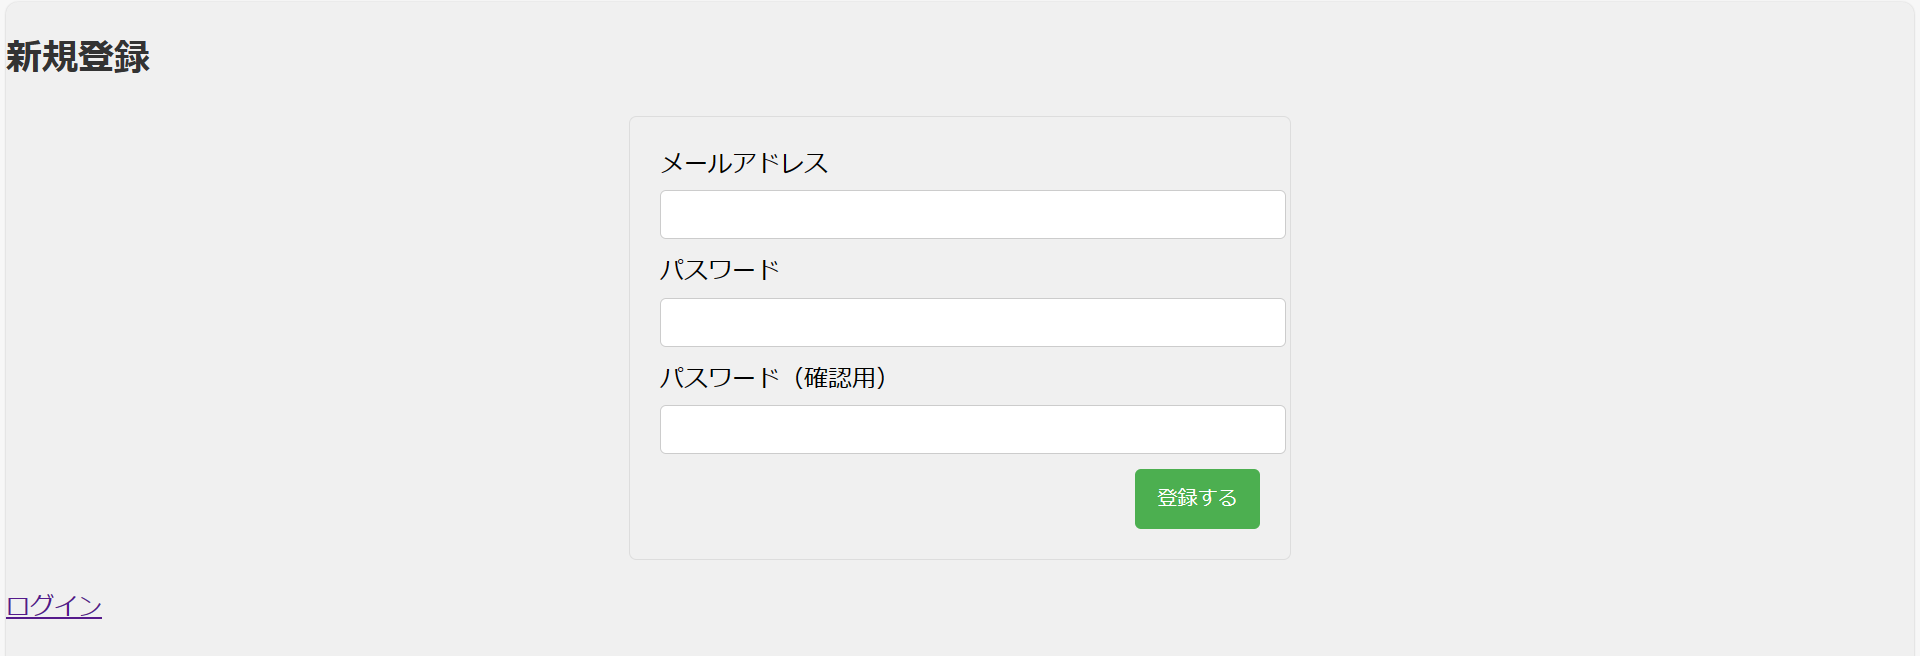 新規登録
メールアドレス
パスワード
パスワード（確認用）
登録する
ログイン